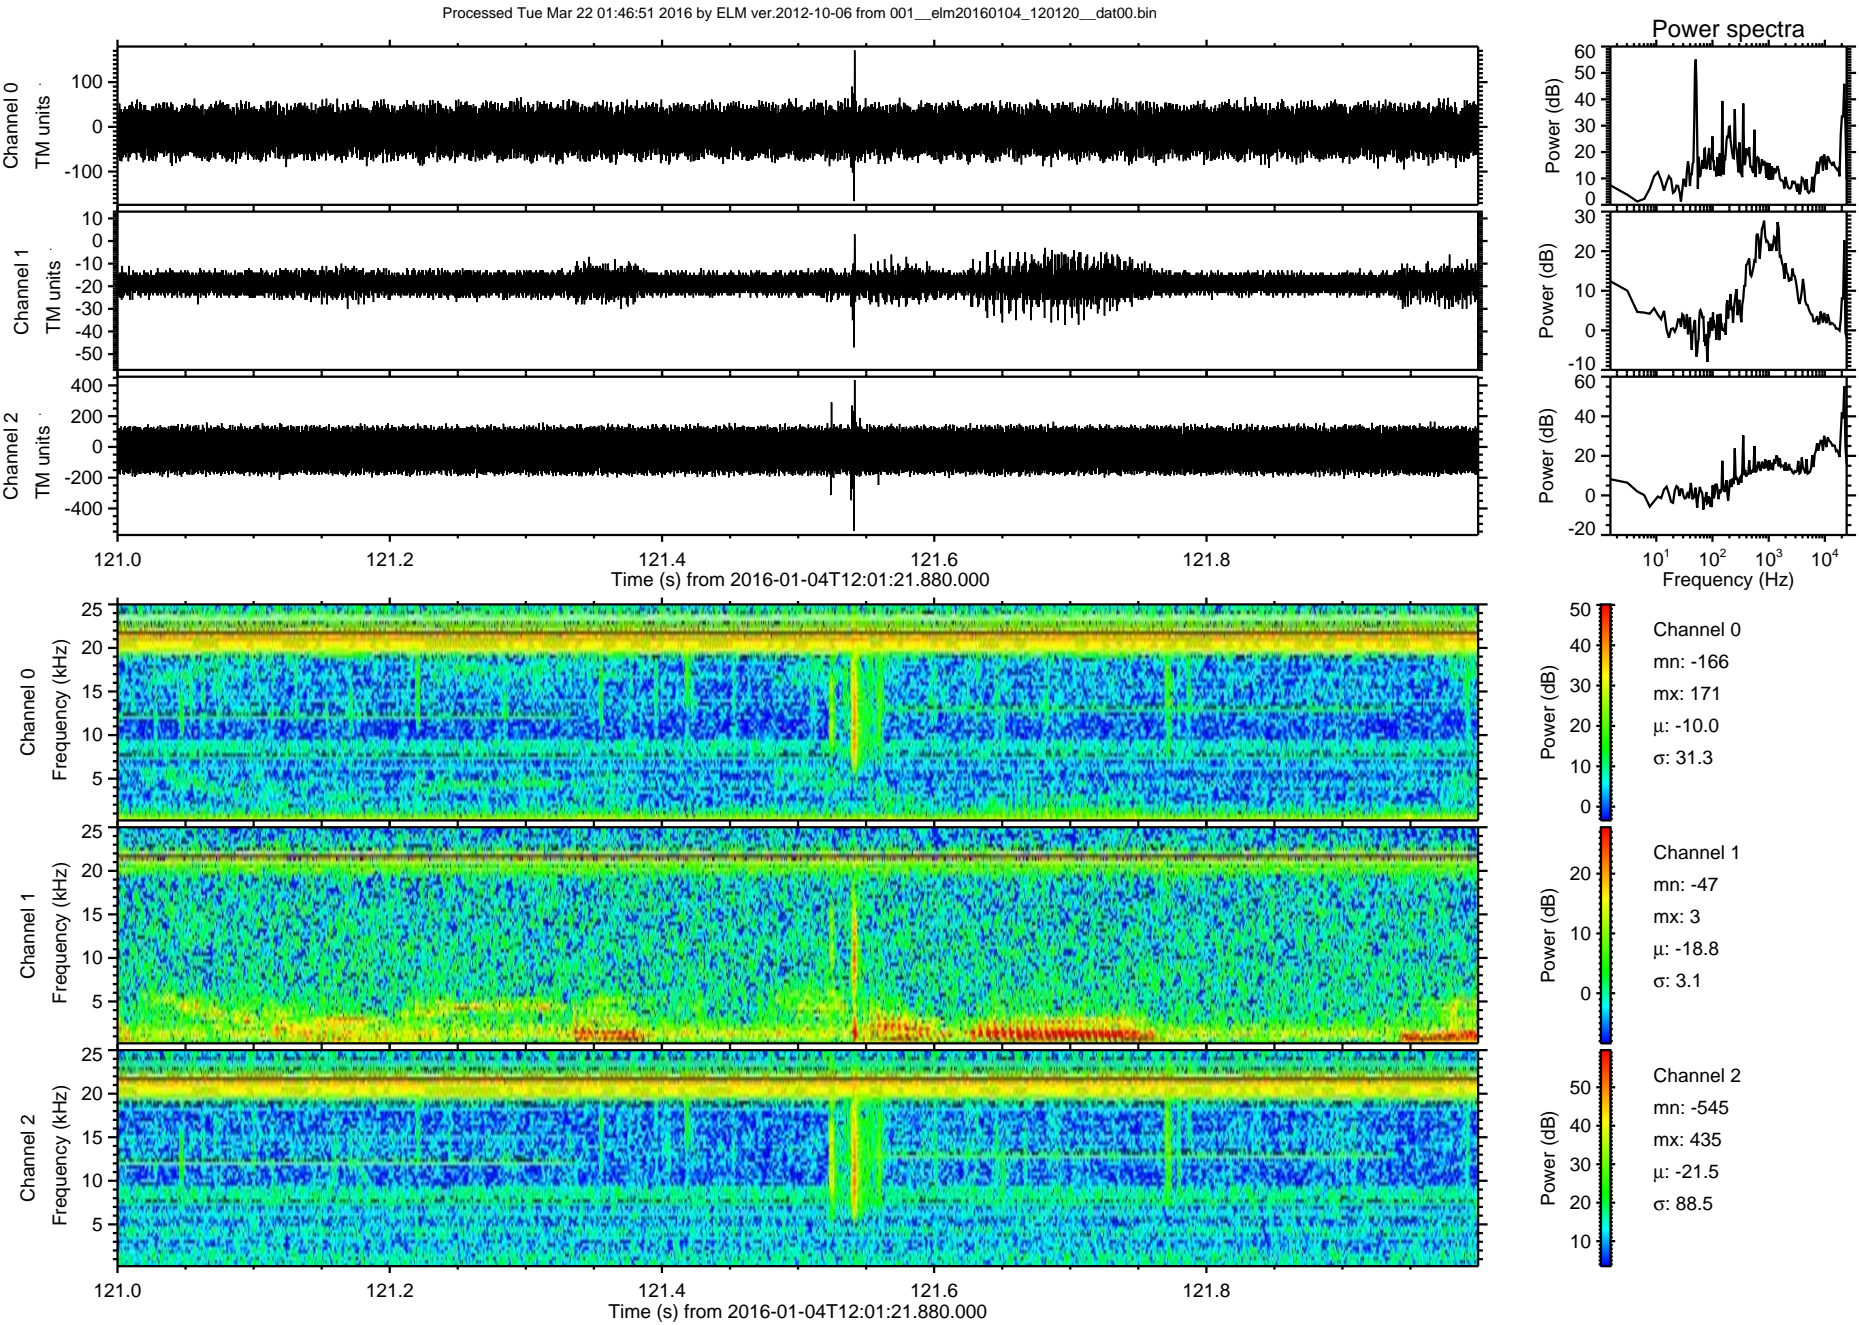 Processed Tue Mar 22 01:46:51 2016 by ELM ver.2012-10-06 from 001__elm20160104_120120__dat00.bin
Power spectra
Channel 0
TM units
100
0
-100
Power (dB)
60
50
40
30
20
10
0
Channel 1
TM units
10
0
-10
-20
-30
-40
-50
Power (dB)
30
20
10
0
-10
Channel 2
TM units
400
200
0
-200
-400
Power (dB)
60
40
20
0
-20
121.0 121.2 121.4 121.6 121.8
Time (s) from 2016-01-04T12:01:21.880.000
10¹ 10² 10³ 10⁴
Frequency (Hz)
Channel 0
Frequency (kHz)
25
20
15
10
5
Power (dB)
50
40
30
20
10
0
Channel 0
mn: -166
mx: 171
µ: -10.0
σ: 31.3
Channel 1
Frequency (kHz)
25
20
15
10
5
Power (dB)
20
10
0
Channel 1
mn: -47
mx: 3
µ: -18.8
σ: 3.1
Channel 2
Frequency (kHz)
25
20
15
10
5
Power (dB)
50
40
30
20
10
Channel 2
mn: -545
mx: 435
µ: -21.5
σ: 88.5
121.0 121.2 121.4 121.6 121.8
Time (s) from 2016-01-04T12:01:21.880.000